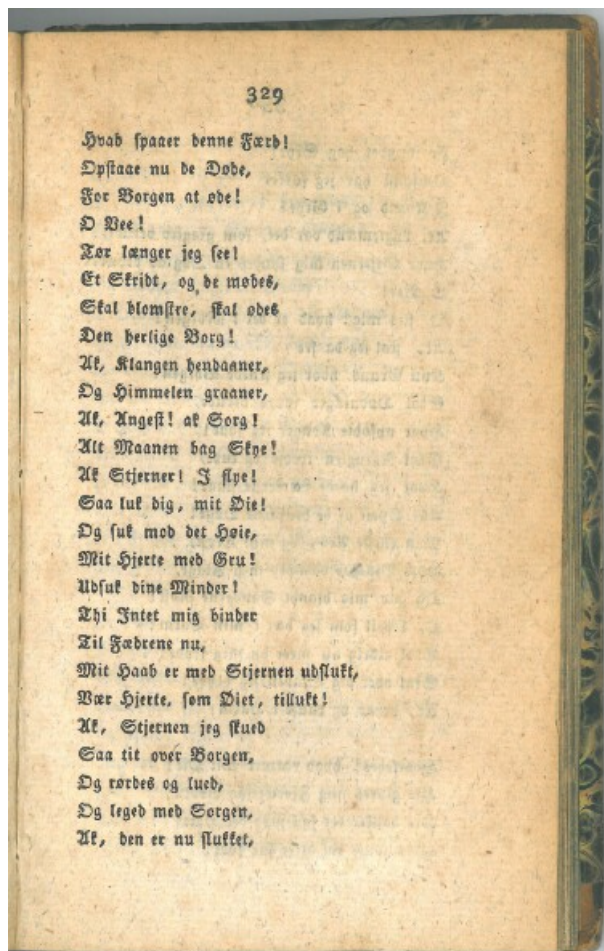 329
Hvad spaaer denne Færd!
Opstaae nu de Døde,
For Borgen at øde!
O Vee!
Tør længer jeg see!
Et Skridt, og de mødes,
Skal blomstre, skal ødes
Den herlige Borg!
Ak, Klangen hendaaner,
Og Himmelen graaner,
Ak, Angest! ak Sorg!
Alt Maanen bag Skye!
Ak Stjerner! I flye!
Saa luk dig, mit Øie!
Og suk mod det Høie,
Mit Hjerte med Gru!
Udsuk dine Minder!
Thi Intet mig binder
Til Fædrene nu,
Mit Haab er med Stjernen udslukt,
Vær Hjerte, som Øiet, tillukt!
Ak, Stjernen jeg skued
Saa tit over Borgen,
Og rørdes og lued,
Og leged med Sorgen,
Ak, den er nu slukket,